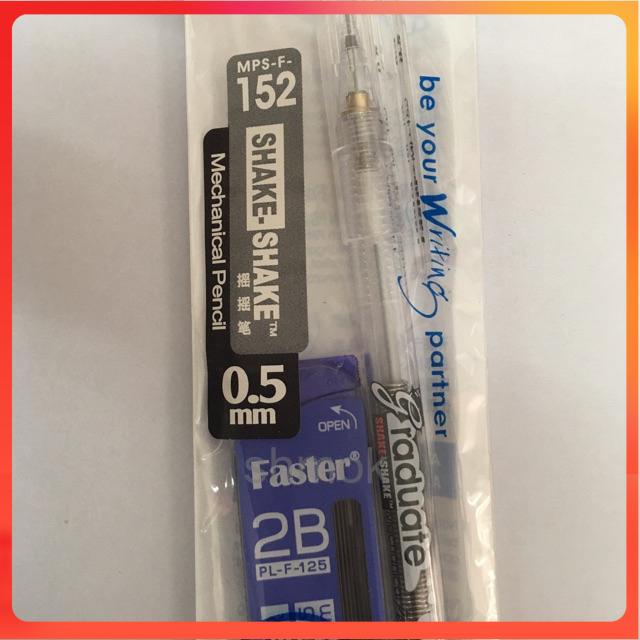 MPS-F-
152
SHAKE-SHAKE™
摇摇笔
Mechanical Pencil
0.5
mm
be your Writing partner
Graduate
SHAKE-SHAKE™
OPEN
Faster®
2B
PL-F-125